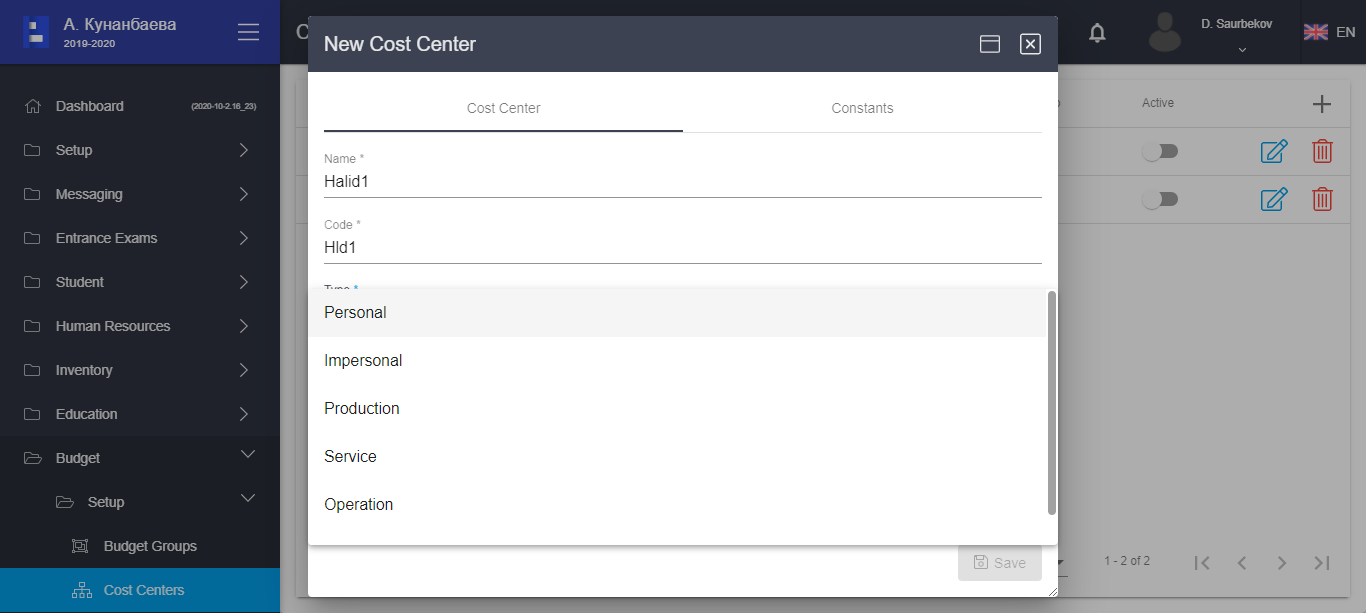 А. Кунанбаева
2019-2020
Dashboard
(2020-10-2.16_23)
Setup
Messaging
Entrance Exams
Student
Human Resources
Inventory
Education
Budget
Setup
Budget Groups
Cost Centers
C
D. Saurbekov
EN
New Cost Center
Cost Center
Constants
Name *
Halid1
Code *
Hld1
Type *
Personal
Impersonal
Production
Service
Operation
Save
Active
1 - 2 of 2